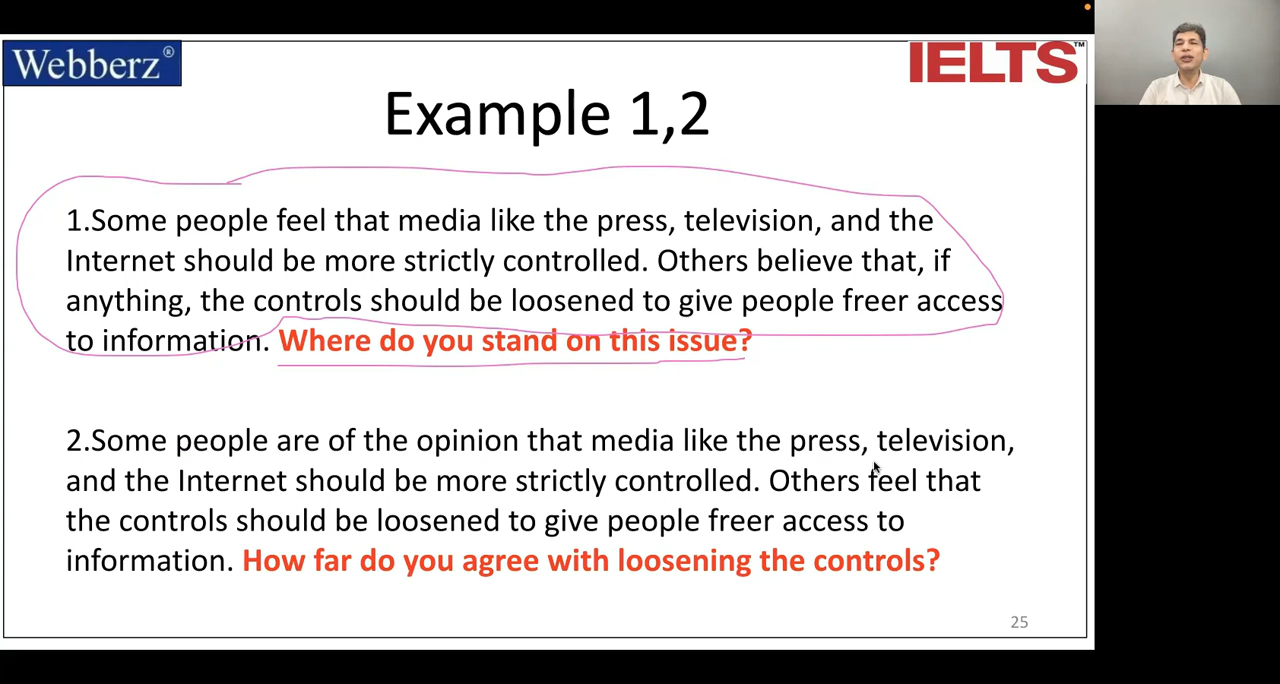 Webberz®
IELTS™
Example 1,2
1.Some people feel that media like the press, television, and the
Internet should be more strictly controlled. Others believe that, if
anything, the controls should be loosened to give people freer access
to information. Where do you stand on this issue?
2.Some people are of the opinion that media like the press, television,
and the Internet should be more strictly controlled. Others feel that
the controls should be loosened to give people freer access to
information. How far do you agree with loosening the controls?
25